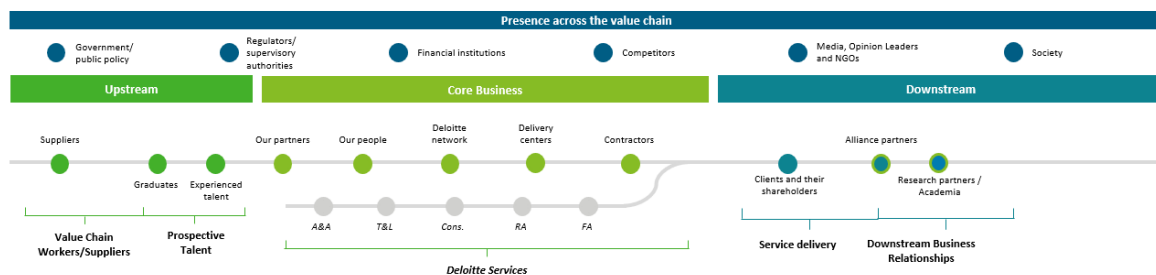 Presence across the value chain
Government/
public policy
Regulators/
supervisory
authorities
Financial institutions
Competitors
Media, Opinion Leaders
and NGOs
Society
Upstream
Core Business
Downstream
Suppliers
Our partners
Our people
Deloitte
network
Delivery
centers
Contractors
Alliance partners
Graduates
Experienced
talent
Clients and their
shareholders
Research partners /
Academia
A&A
T&L
Cons.
RA
FA
Value Chain
Workers/Suppliers
Prospective
Talent
Deloitte Services
Service delivery
Downstream Business
Relationships